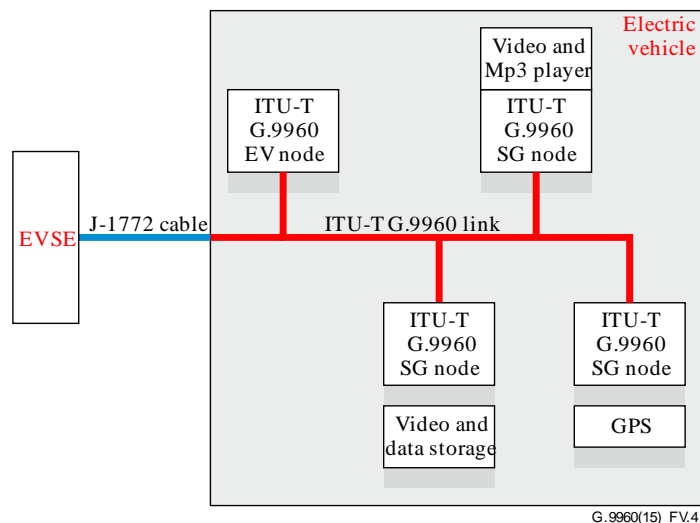 Electric
vehicle
Video and
Mp3 player
ITU-T
G.9960
EV node
ITU-T
G.9960
SG node
EVSE
J-1772 cable
ITU-T G.9960 link
ITU-T
G.9960
SG node
ITU-T
G.9960
SG node
Video and
data storage
GPS
G.9960(15)_FV.4